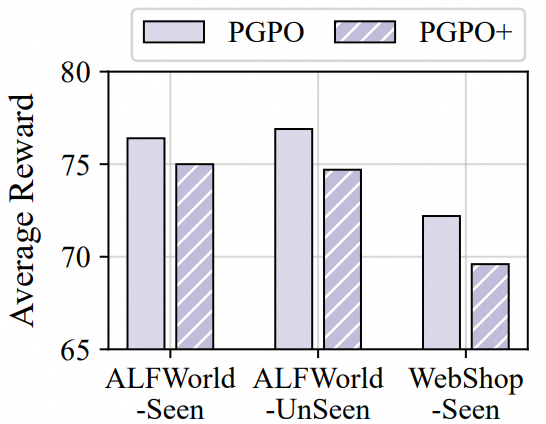 PGPO PGPO+
Average Reward
80
75
70
65
ALFWorld
-Seen
ALFWorld
-UnSeen
WebShop
-Seen